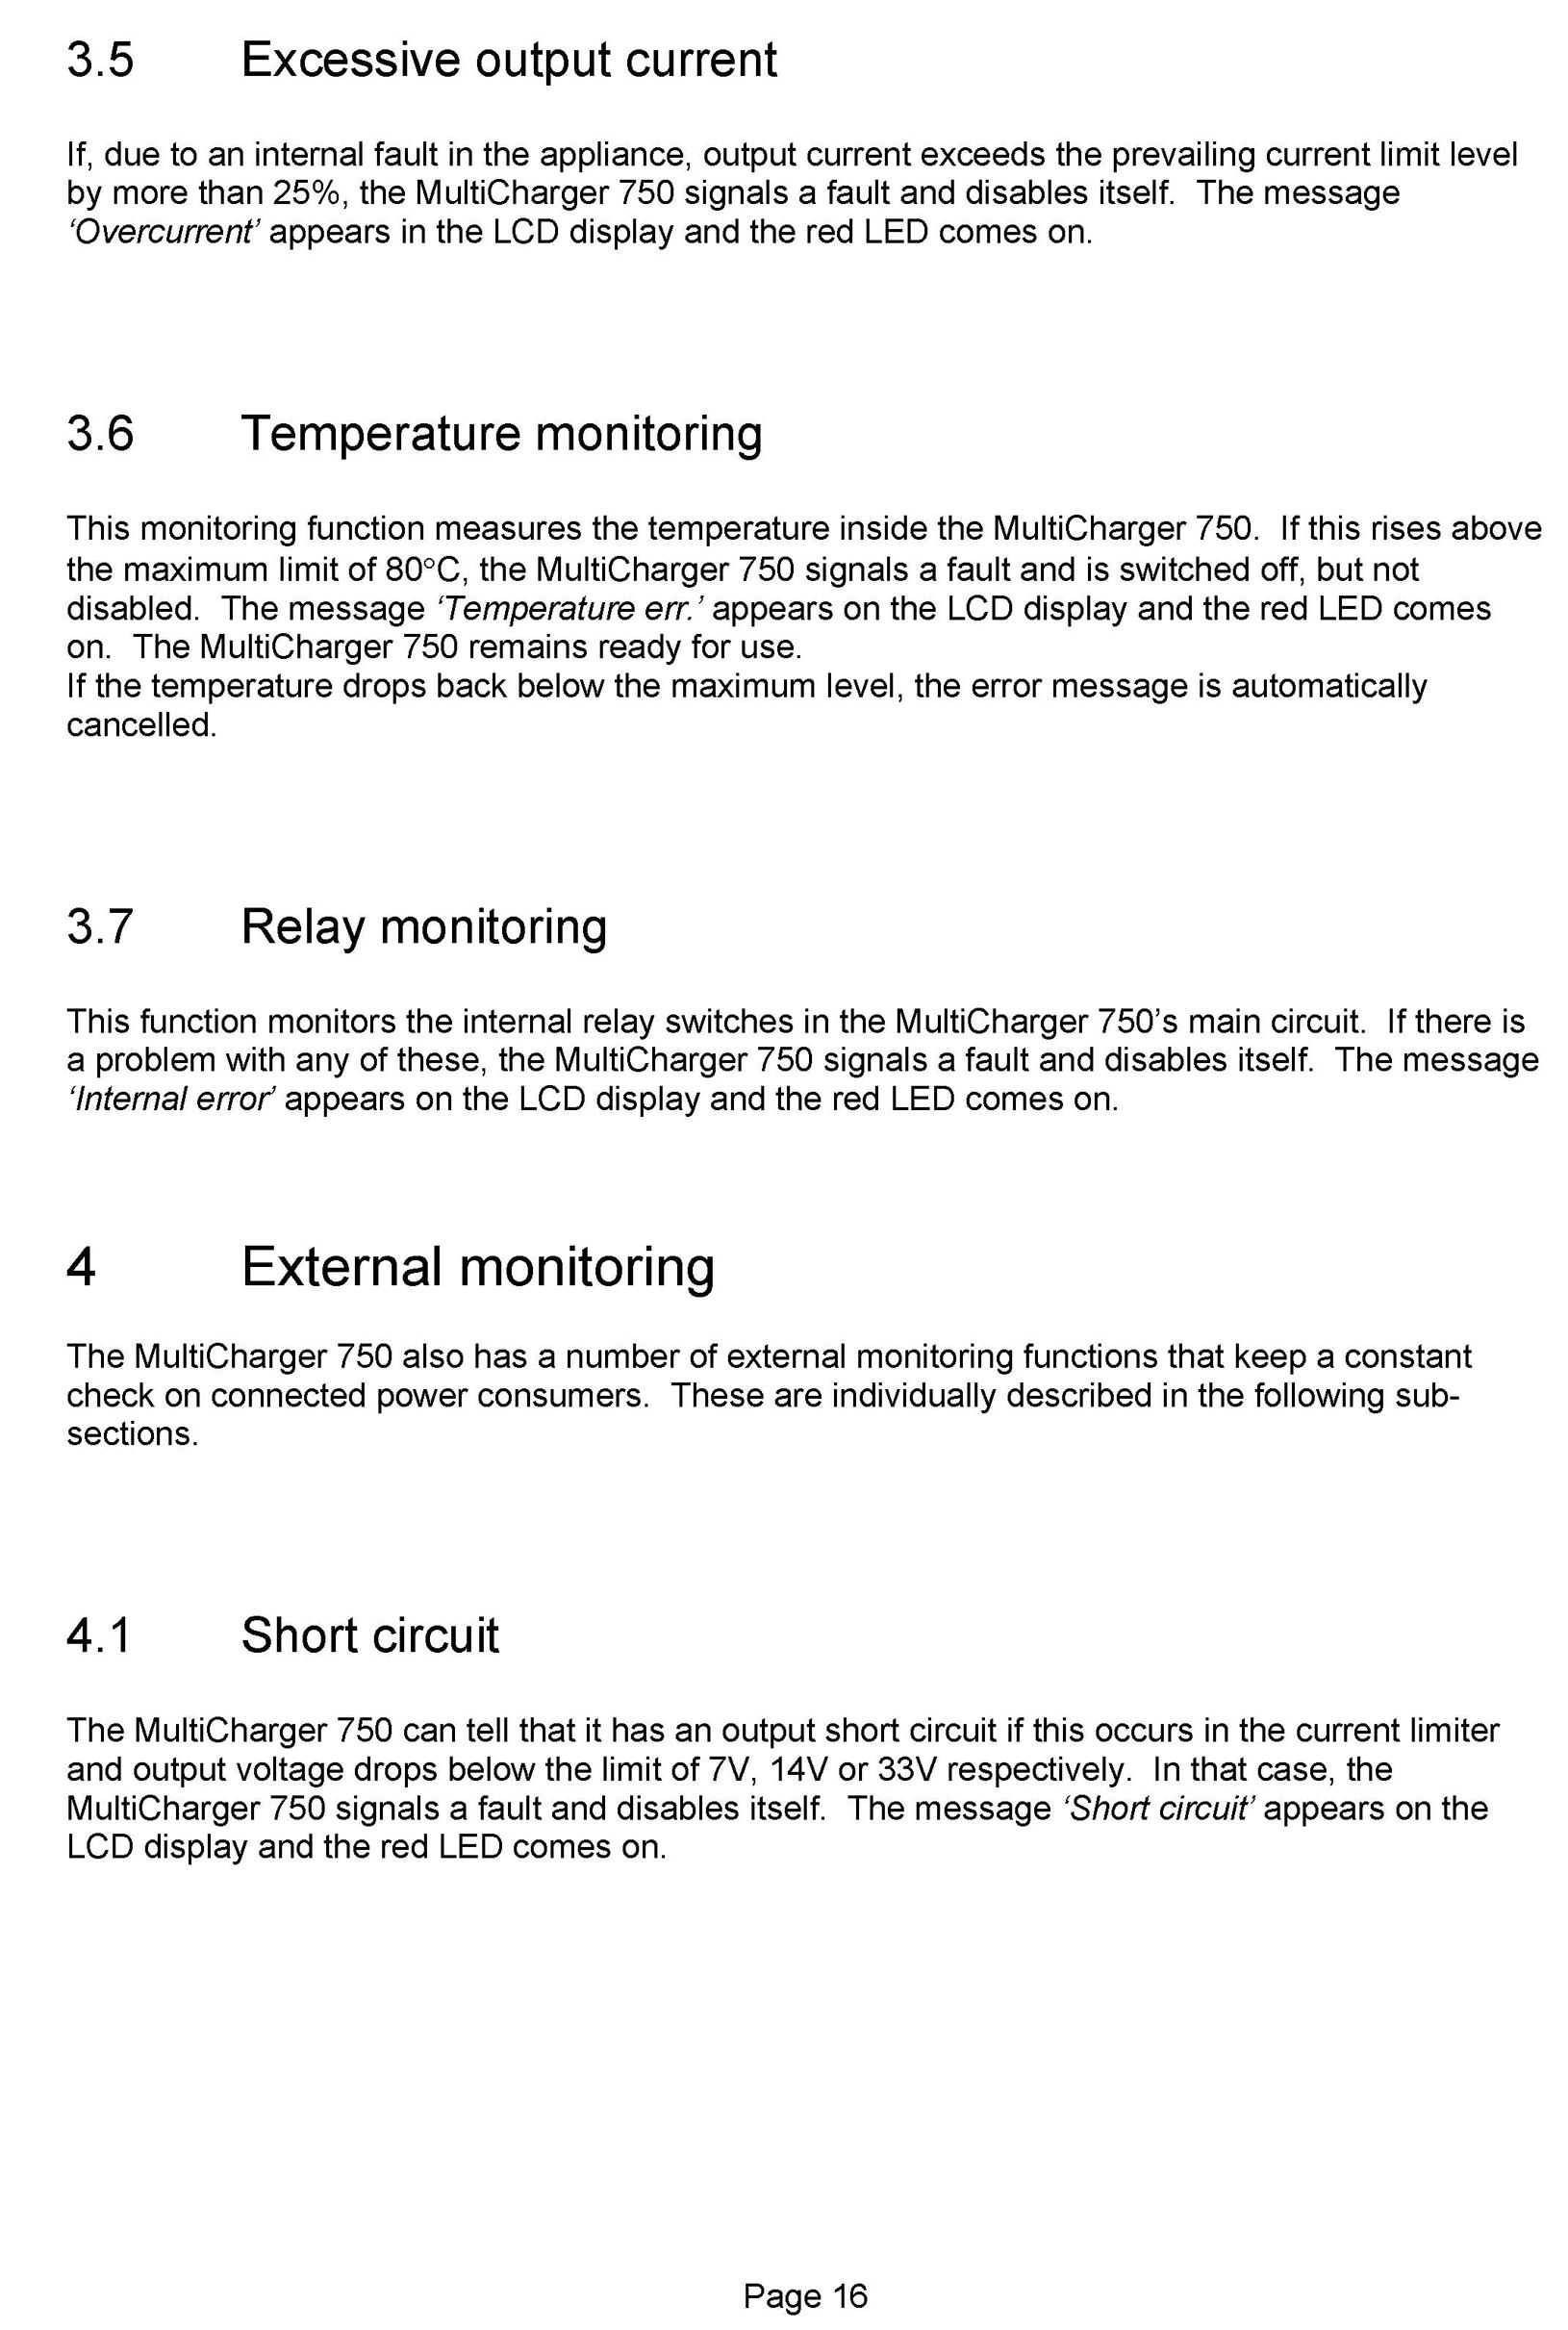 3.5 Excessive output current
If, due to an internal fault in the appliance, output current exceeds the prevailing current limit level
by more than 25%, the MultiCharger 750 signals a fault and disables itself.  The message
‘Overcurrent’ appears in the LCD display and the red LED comes on.
3.6 Temperature monitoring
This monitoring function measures the temperature inside the MultiCharger 750.  If this rises above
the maximum limit of 80°C, the MultiCharger 750 signals a fault and is switched off, but not
disabled.  The message ‘Temperature err.’ appears on the LCD display and the red LED comes
on.  The MultiCharger 750 remains ready for use.
If the temperature drops back below the maximum level, the error message is automatically
cancelled.
3.7 Relay monitoring
This function monitors the internal relay switches in the MultiCharger 750’s main circuit.  If there is
a problem with any of these, the MultiCharger 750 signals a fault and disables itself.  The message
‘Internal error’ appears on the LCD display and the red LED comes on.
4 External monitoring
The MultiCharger 750 also has a number of external monitoring functions that keep a constant
check on connected power consumers.  These are individually described in the following sub-
sections.
4.1 Short circuit
The MultiCharger 750 can tell that it has an output short circuit if this occurs in the current limiter
and output voltage drops below the limit of 7V, 14V or 33V respectively.  In that case, the
MultiCharger 750 signals a fault and disables itself.  The message ‘Short circuit’ appears on the
LCD display and the red LED comes on.
Page 16